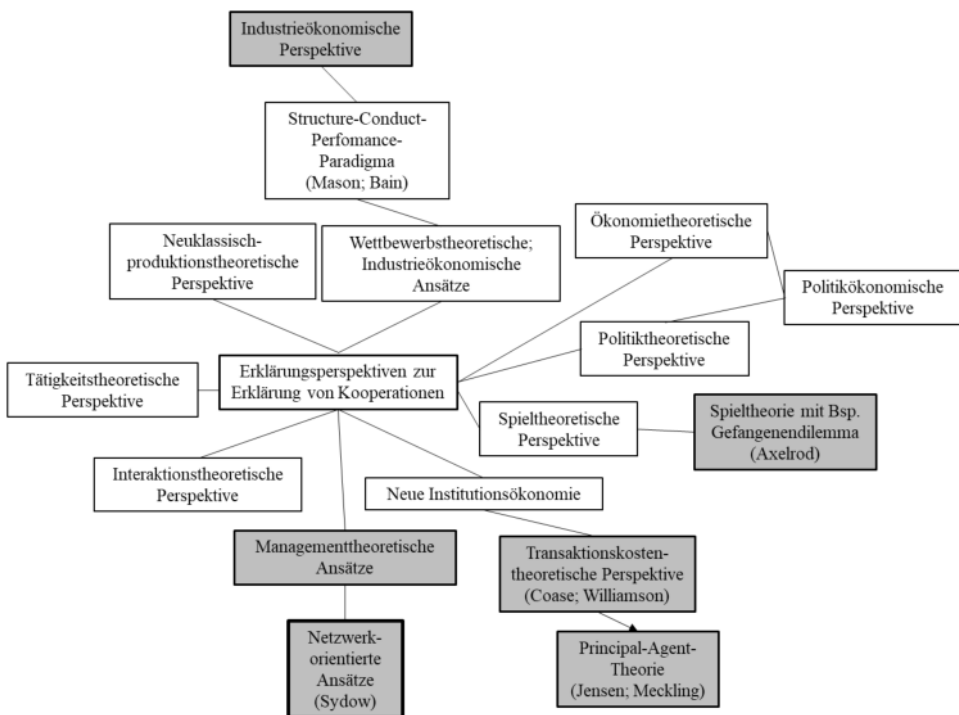 Industrieökonomische
Perspektive
Structure-Conduct-
Perfomance-
Paradigma
(Mason; Bain)
Neuklassisch-
produktionstheoretische
Perspektive
Wettbewerbstheoretische;
Industrieökonomische
Ansätze
Ökonomietheoretische
Perspektive
Politikökonomische
Perspektive
Politiktheoretische
Perspektive
Tätigkeitstheoretische
Perspektive
Erklärungsperspektiven zur
Erklärung von Kooperationen
Spieltheoretische
Perspektive
Spieltheorie mit Bsp.
Gefangenendilemma
(Axelrod)
Interaktionstheoretische
Perspektive
Neue Institutionsökonomie
Managementtheoretische
Ansätze
Transaktionskosten-
theoretische Perspektive
(Coase; Williamson)
Netzwerk-
orientierte
Ansätze
(Sydow)
Principal-Agent-
Theorie
(Jensen; Meckling)